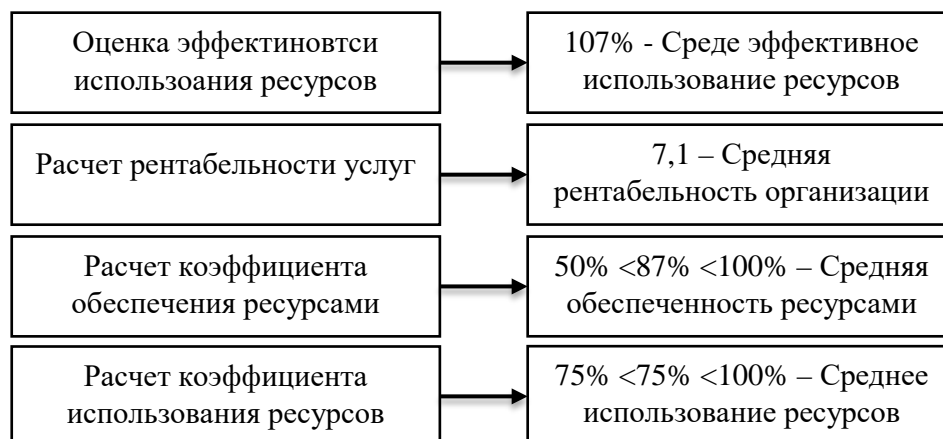 Оценка эффектиновтси
использоания ресурсов
107% - Среде эффективное
использование ресурсов
Расчет рентабельности услуг
7,1 – Средняя
рентабельность организации
Расчет коэффициента
обеспечения ресурсами
50% <87% <100% – Средняя
обеспеченность ресурсами
Расчет коэффициента
использования ресурсов
75% <75% <100% – Среднее
использование ресурсов